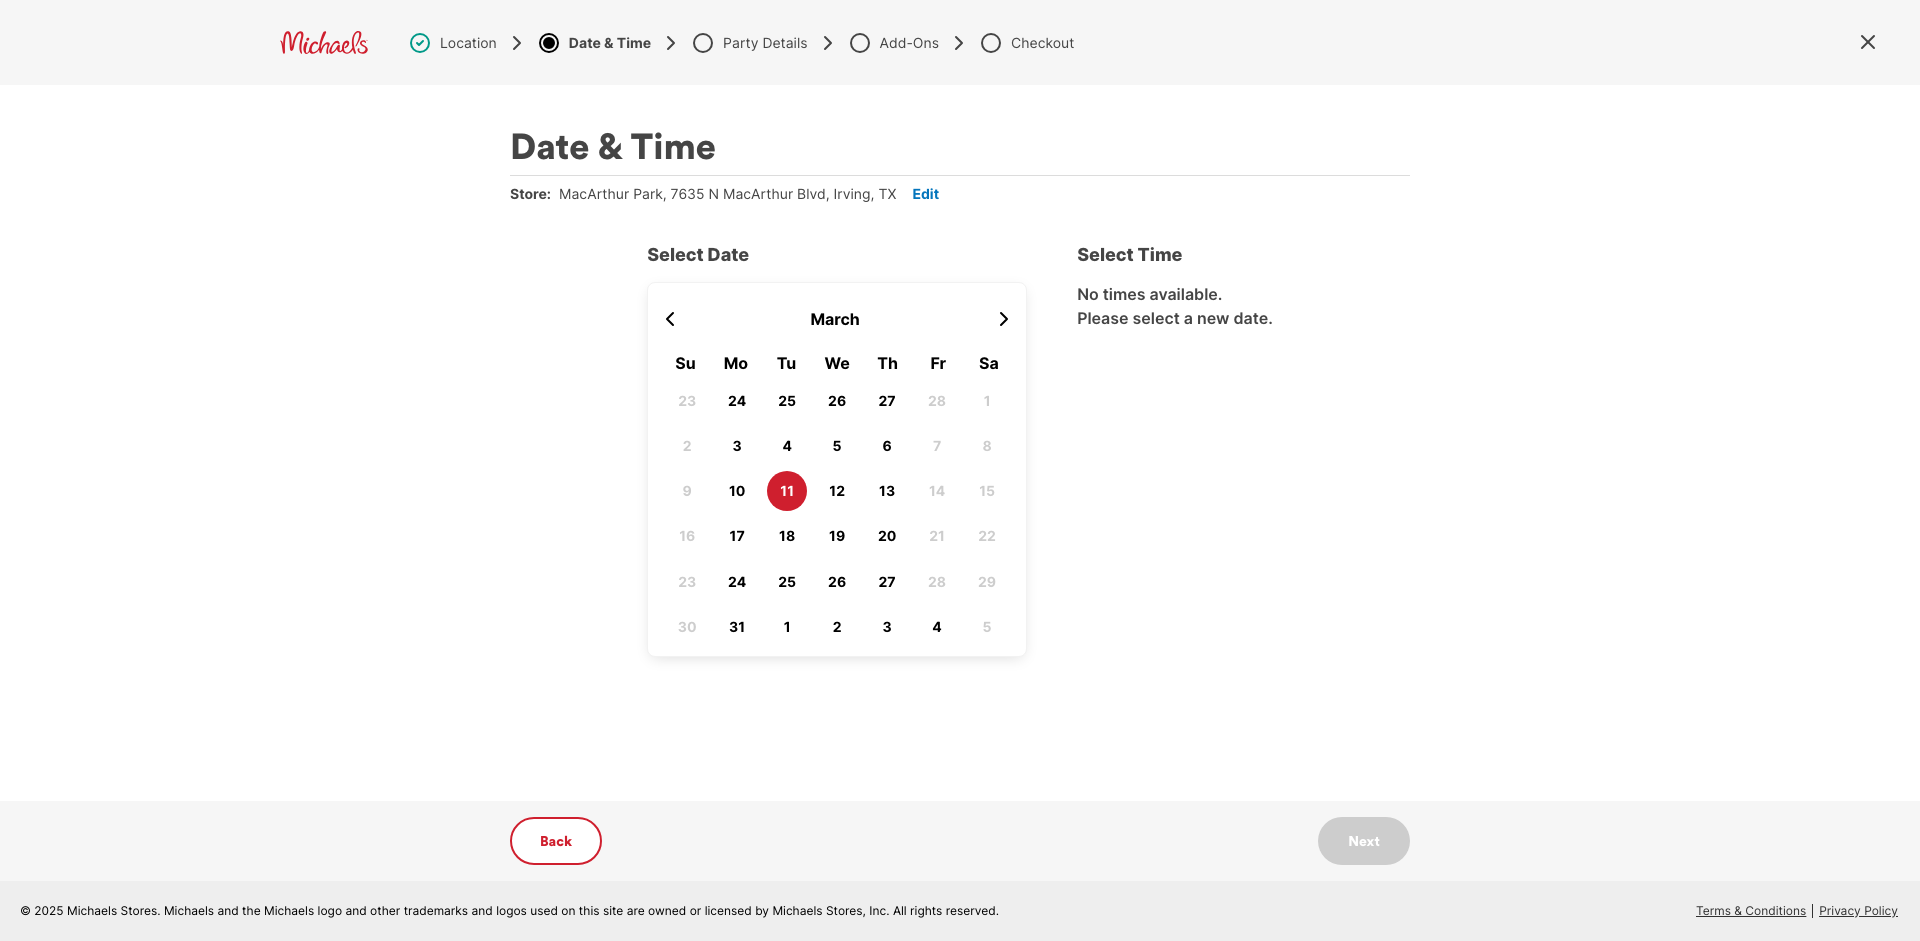 Michaels
Location
Date & Time
Party Details
Add-Ons
Checkout
Date & Time
Store: MacArthur Park, 7635 N MacArthur Blvd, Irving, TX Edit
Select Date
March
Su Mo Tu We Th Fr Sa
23 24 25 26 27 28 1
2 3 4 5 6 7 8
9 10 11 12 13 14 15
16 17 18 19 20 21 22
23 24 25 26 27 28 29
30 31 1 2 3 4 5
Select Time
No times available.
Please select a new date.
Back
Next
© 2025 Michaels Stores. Michaels and the Michaels logo and other trademarks and logos used on this site are owned or licensed by Michaels Stores, Inc. All rights reserved.
Terms & Conditions | Privacy Policy